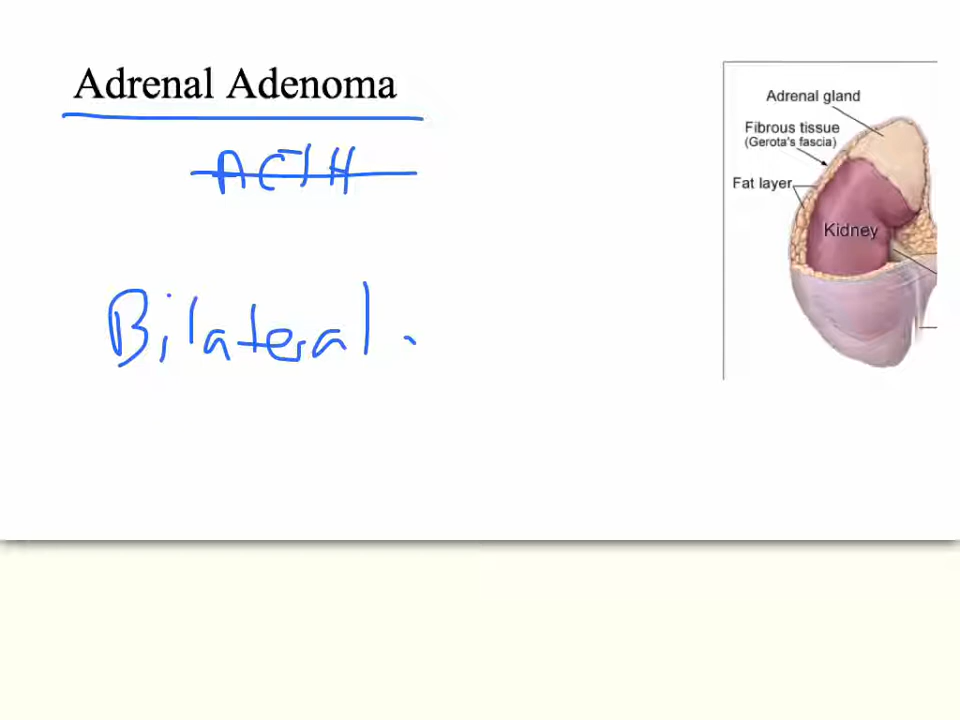 Adrenal Adenoma
ACTH
Bilateral.
Adrenal gland
Fibrous tissue
(Gerota's fascia)
Fat layer
Kidney